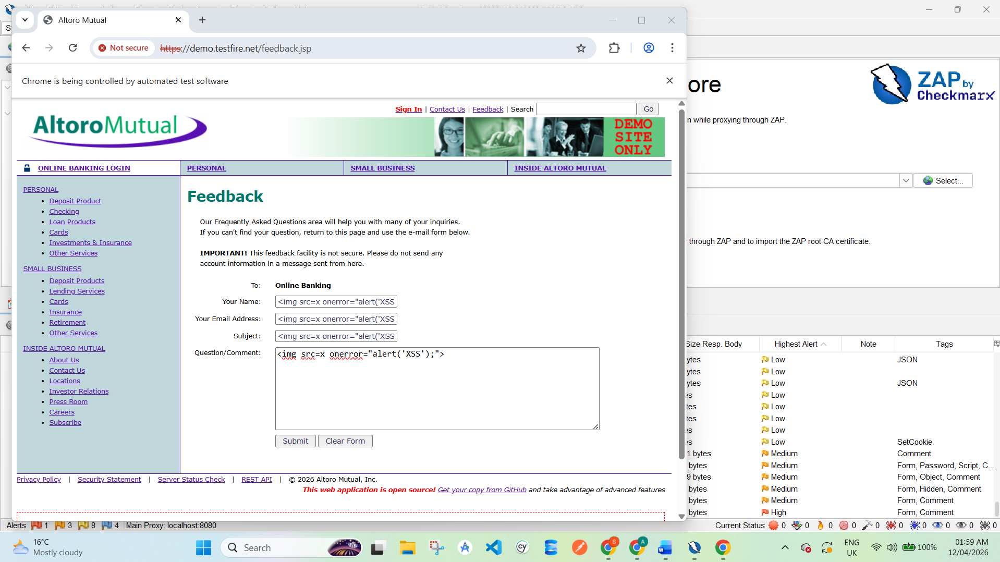 Altoro Mutual
Not secure
https://demo.testfire.net/feedback.jsp
Chrome is being controlled by automated test software
Sign In | Contact Us | Feedback | Search
Go
AltoroMutual
DEMO
SITE
ONLY
ONLINE BANKING LOGIN
PERSONAL
SMALL BUSINESS
INSIDE ALTORO MUTUAL
PERSONAL
Deposit Product
Checking
Loan Products
Cards
Investments & Insurance
Other Services
SMALL BUSINESS
Deposit Products
Lending Services
Cards
Insurance
Retirement
Other Services
INSIDE ALTORO MUTUAL
About Us
Contact Us
Locations
Investor Relations
Press Room
Careers
Subscribe
Feedback
Our Frequently Asked Questions area will help you with many of your inquiries.
If you can't find your question, return to this page and use the e-mail form below.
IMPORTANT! This feedback facility is not secure. Please do not send any
account information in a message sent from here.
To: Online Banking
Your Name: <img src=x onerror="alert('XSS
Your Email Address: <img src=x onerror="alert('XSS
Subject: <img src=x onerror="alert('XSS
Question/Comment: <img src=x onerror="alert('XSS');">
Submit
Clear Form
Privacy Policy | Security Statement | Server Status Check | REST API | © 2026 Altoro Mutual, Inc.
This web application is open source! Get your copy from GitHub and take advantage of advanced features
ore
ZAP by
Checkmarx
n while proxying through ZAP.
Select...
through ZAP and to import the ZAP root CA certificate.
Size Resp. Body Highest Alert Note Tags
ytes Low JSON
ytes Low
ytes Low JSON
es Low
tes Low
tes Low
es Low
es Low SetCookie
1 bytes Medium Comment
bytes Medium Form, Password, Script, C...
9 bytes Medium Form, Object, Comment
bytes Medium Form, Hidden, Comment
bytes Medium Form, Comment
bytes High Form, Comment
Alerts 1 3 8 4 Main Proxy: localhost:8080
Current Status 0 0 0 0 0 0 0 0 0 0
16°C
Mostly cloudy
Search
cy
S
A
ENG
UK
100%
01:59 AM
12/04/2026